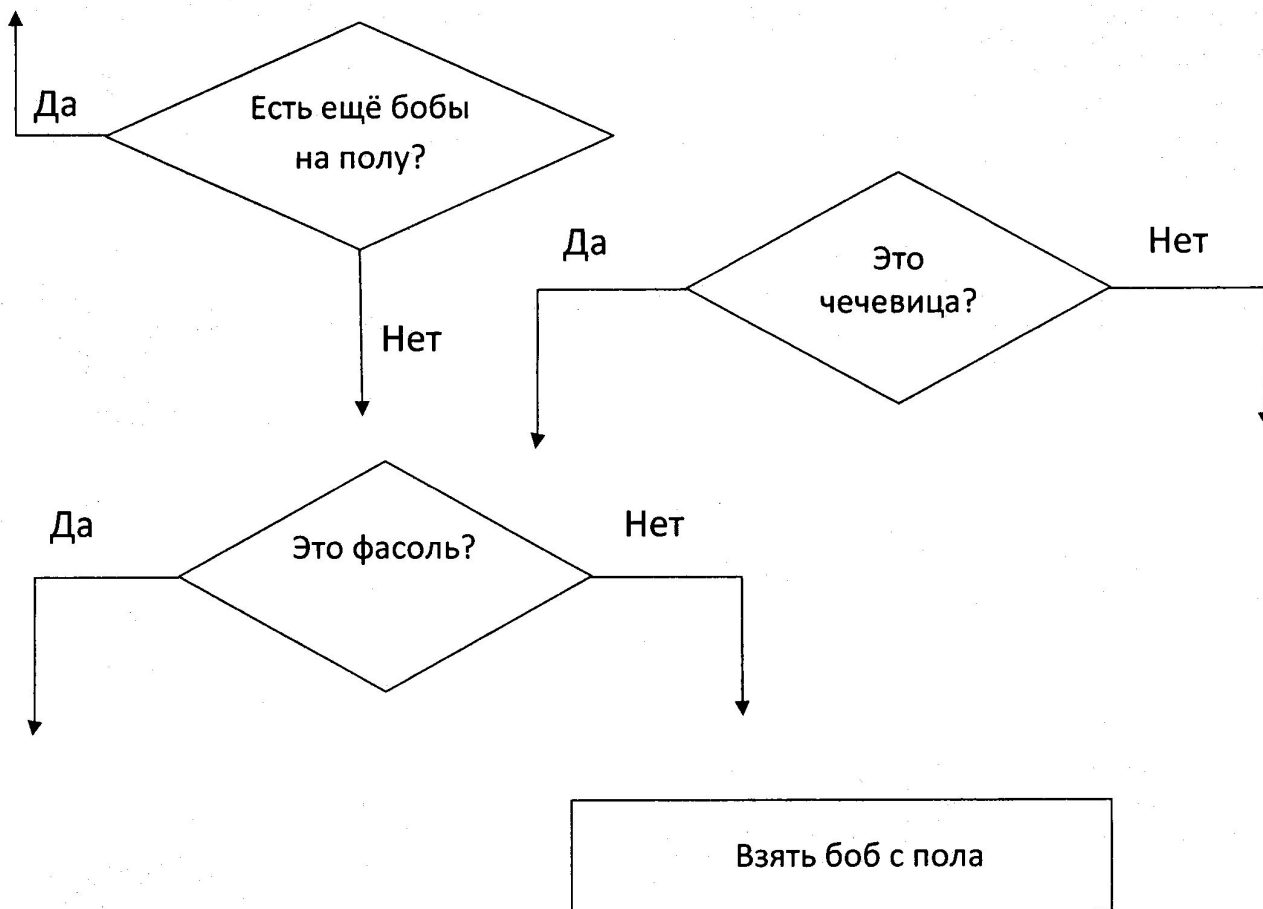 Да
Есть ещё бобы
на полу?
Нет
Да
Это
чечевица?
Нет
Да
Это фасоль?
Нет
Взять боб с пола